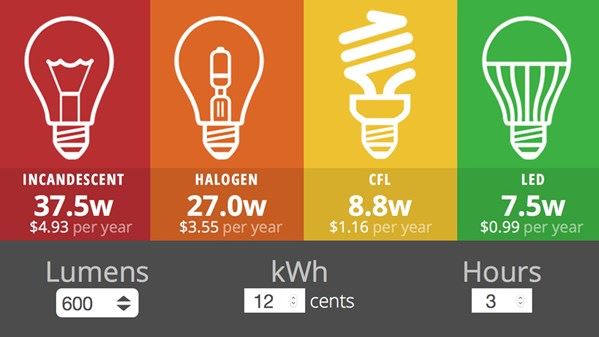 INCANDESCENT HALOGEN CFL LED
37.5w 27.0w 8.8w 7.5w
$4.93 per year $3.55 per year $1.16 per year $0.99 per year
Lumens kWh Hours
600 12 cents 3